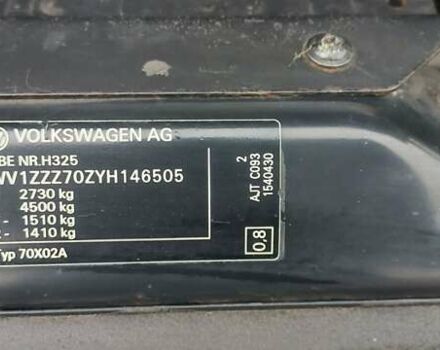 VOLKSWAGEN AG
BE NR.H325
WV1ZZZ70ZYH146505
2730 kg
4500 kg
- 1510 kg
- 1410 kg
Typ 70X02A
2
AJT C093
1540430
0.8